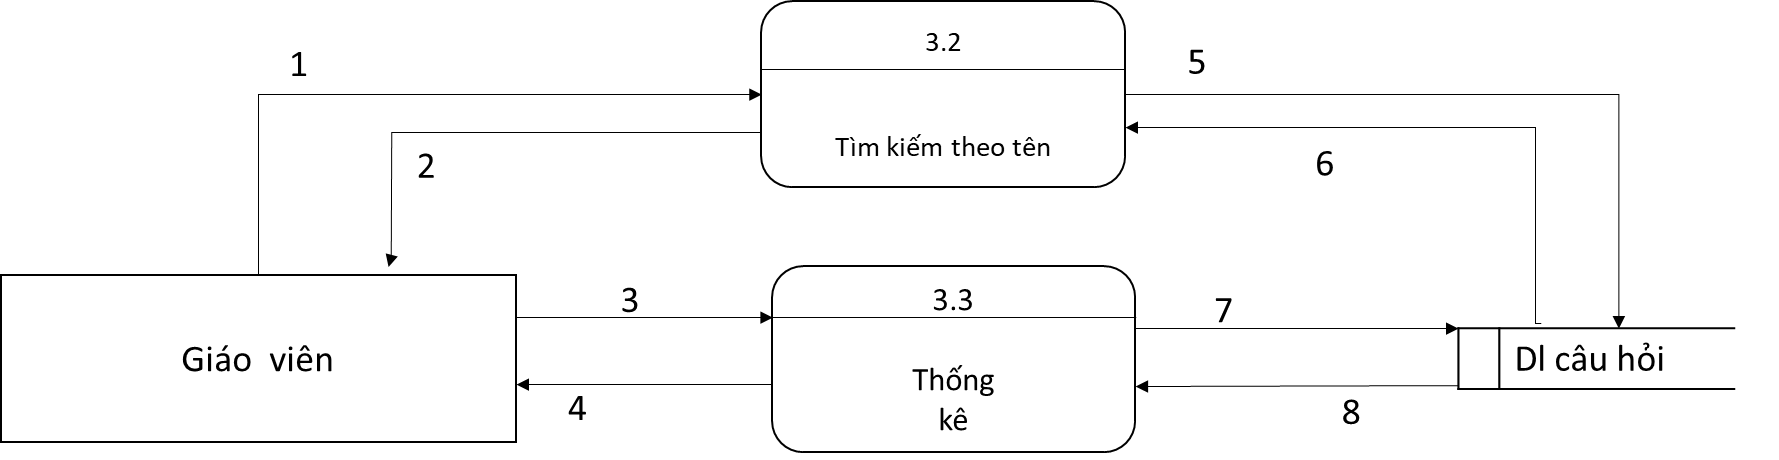 3.2
1
5
Tìm kiếm theo tên
2
6
3.3
3
7
Giáo viên
Dl câu hỏi
Thống
kê
4
8